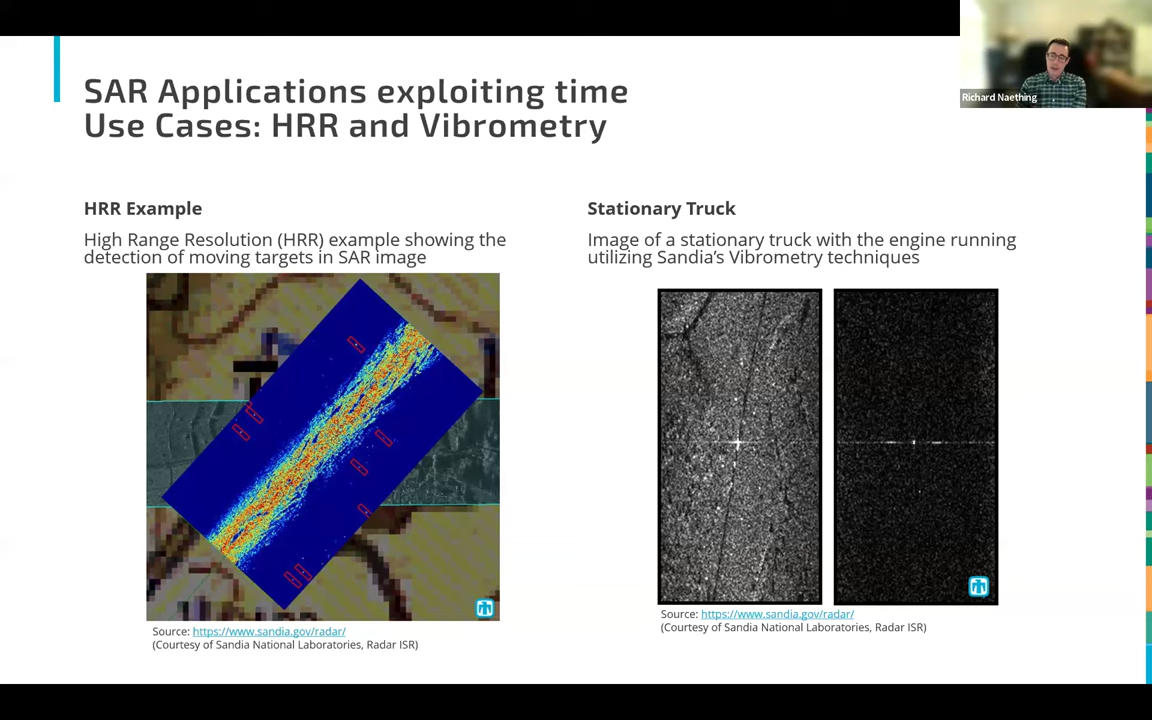 SAR Applications exploiting time
Use Cases: HRR and Vibrometry
Richard Naething
HRR Example
High Range Resolution (HRR) example showing the
detection of moving targets in SAR image
Source: https://www.sandia.gov/radar/
(Courtesy of Sandia National Laboratories, Radar ISR)
Stationary Truck
Image of a stationary truck with the engine running
utilizing Sandia's Vibrometry techniques
Source: https://www.sandia.gov/radar/
(Courtesy of Sandia National Laboratories, Radar ISR)